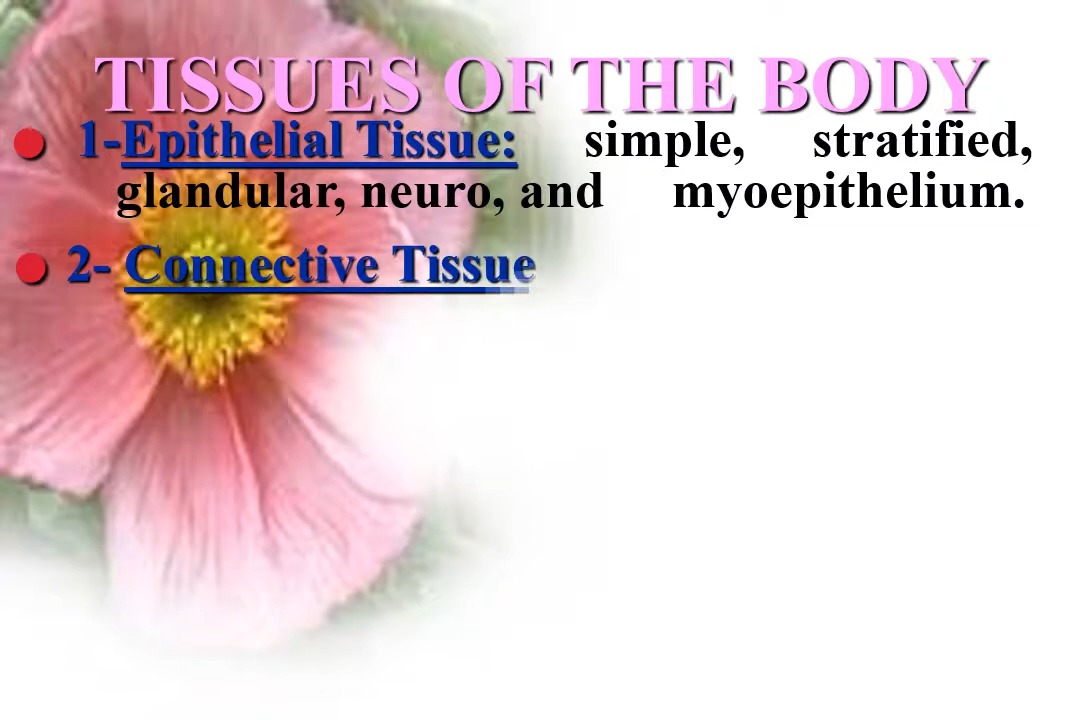 TISSUES OF THE BODY
1-Epithelial Tissue: simple, stratified,
glandular, neuro, and myoepithelium.
2- Connective Tissue